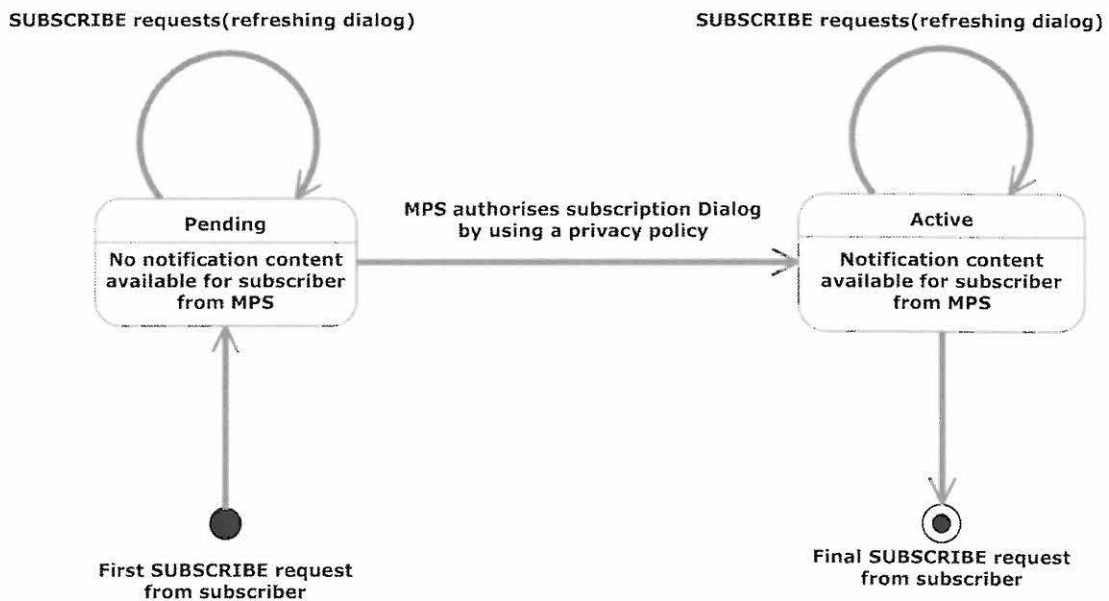 SUBSCRIBE requests(refreshing dialog)
SUBSCRIBE requests(refreshing dialog)
Pending
No notification content
available for subscriber
from MPS
MPS authorises subscription Dialog
by using a privacy policy
Active
Notification content
available for subscriber
from MPS
First SUBSCRIBE request
from subscriber
Final SUBSCRIBE request
from subscriber